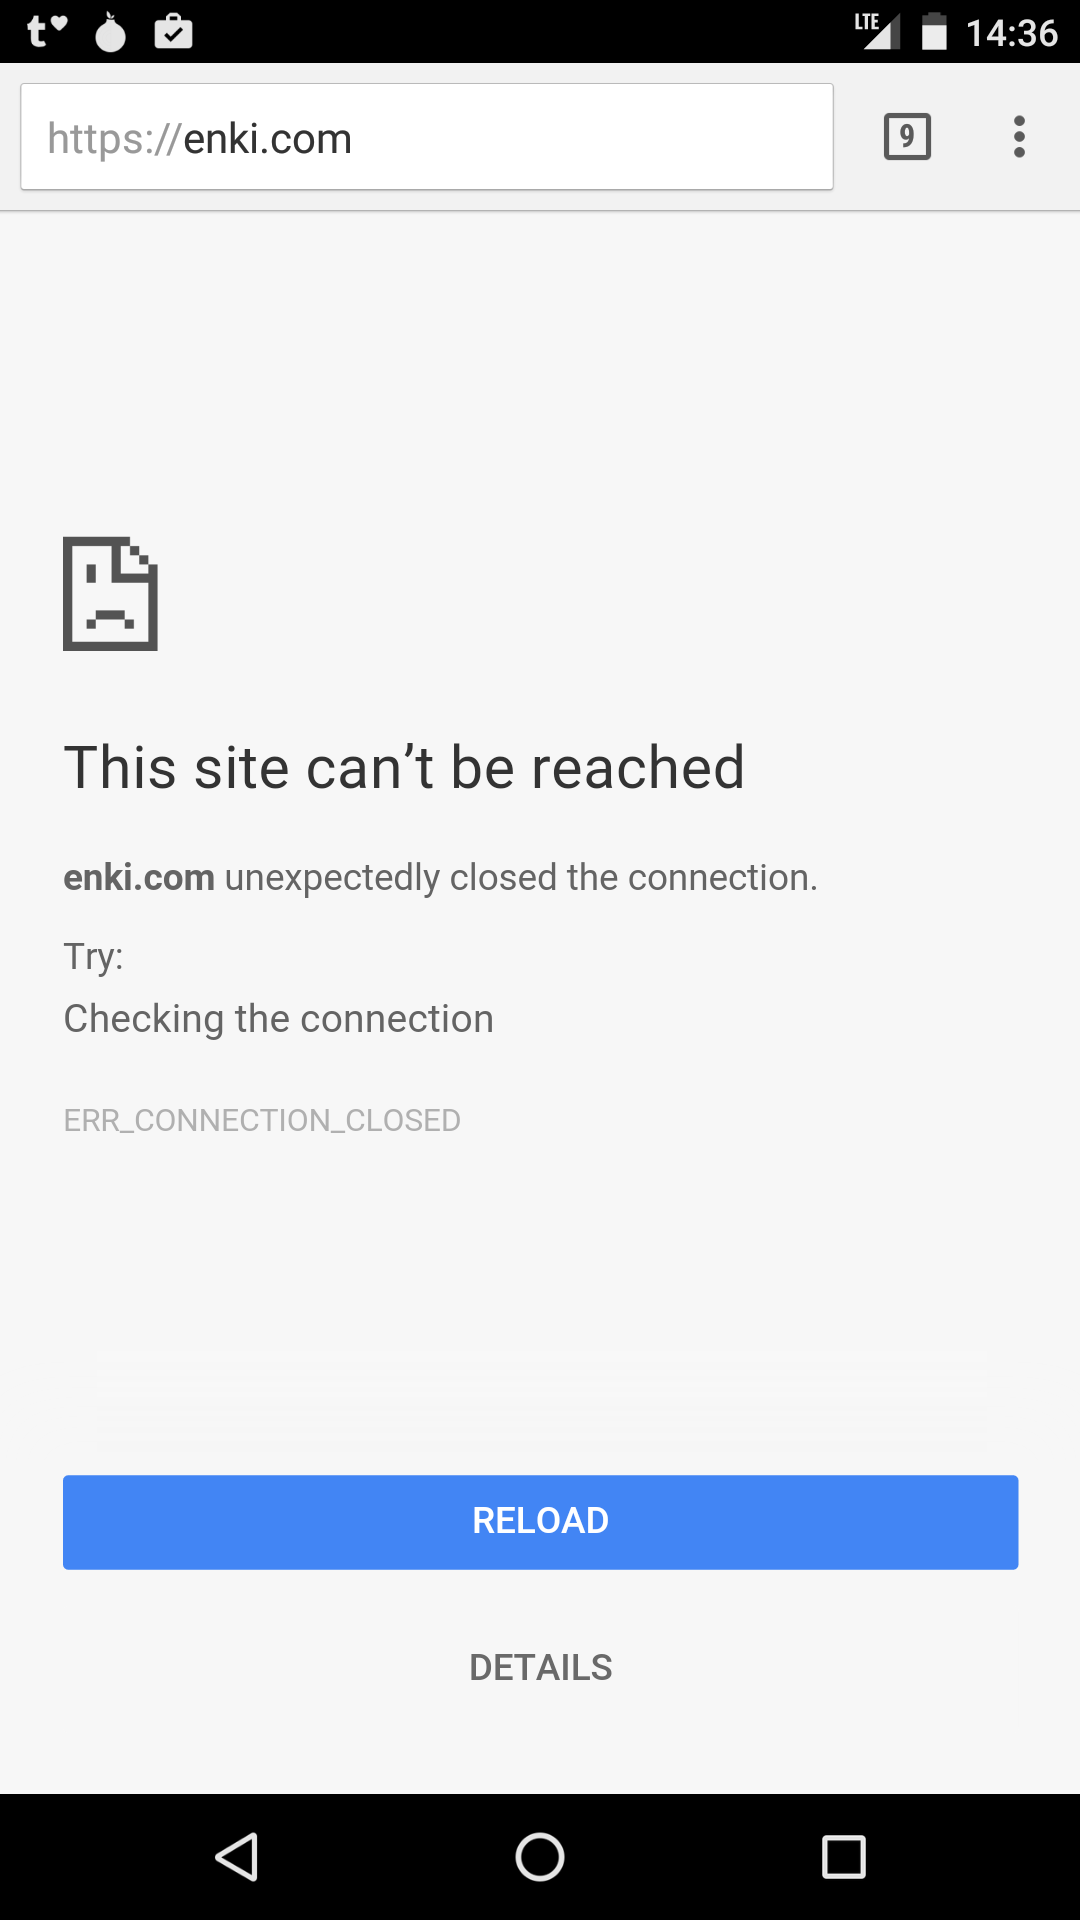 LTE 14:36
https://enki.com 9
This site can’t be reached
enki.com unexpectedly closed the connection.
Try:
Checking the connection
ERR_CONNECTION_CLOSED
RELOAD
DETAILS